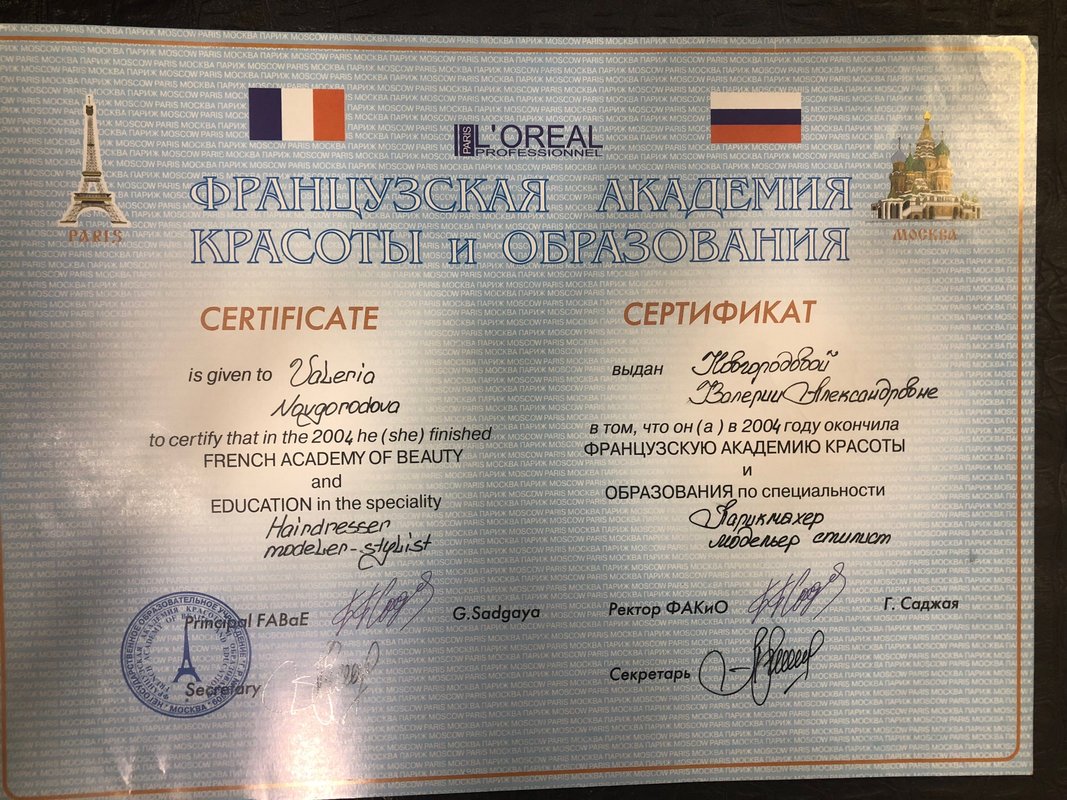 PARIS L'OREAL
PROFESSIONNEL
PARIS
МОСКВА
ФРАНЦУЗСКАЯ АКАДЕМИЯ
КРАСОТЫ и ОБРАЗОВАНИЯ
CERTIFICATE
is given to Valeria
Novgorodova
to certify that in the 2004 he (she) finished
FRENCH ACADEMY OF BEAUTY
and
EDUCATION in the speciality
Hairdresser
modeler-stylist
Principal FABaE
G.Sadgaya
Secretary
СЕРТИФИКАТ
выдан Новгородовой
Валерии Александровне
в том, что он (а) в 2004 году окончила
ФРАНЦУЗСКУЮ АКАДЕМИЮ КРАСОТЫ
и
ОБРАЗОВАНИЯ по специальности
Парикмахер
модельер стилист
Ректор ФАКиО
Г. Саджая
Секретарь
МОСКВА